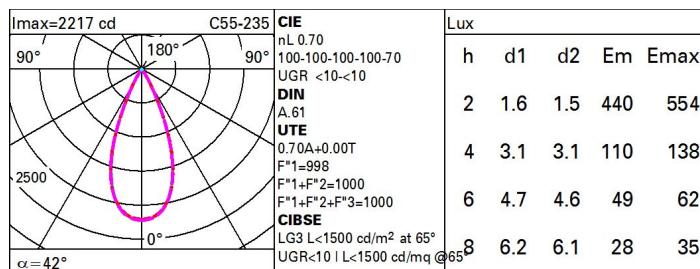 Imax=2217 cd C55-235
90° 180° 90°
2500
0°
α=42°
CIE
nL 0.70
100-100-100-100-70
UGR <10-<10
DIN
A.61
UTE
0.70A+0.00T
F"1=998
F"1+F"2=1000
F"1+F"2+F"3=1000
CIBSE
LG3 L<1500 cd/m² at 65°
UGR<10 | L<1500 cd/mq @65°
Lux
h d1 d2 Em Emax
2 1.6 1.5 440 554
4 3.1 3.1 110 138
6 4.7 4.6 49 62
8 6.2 6.1 28 35